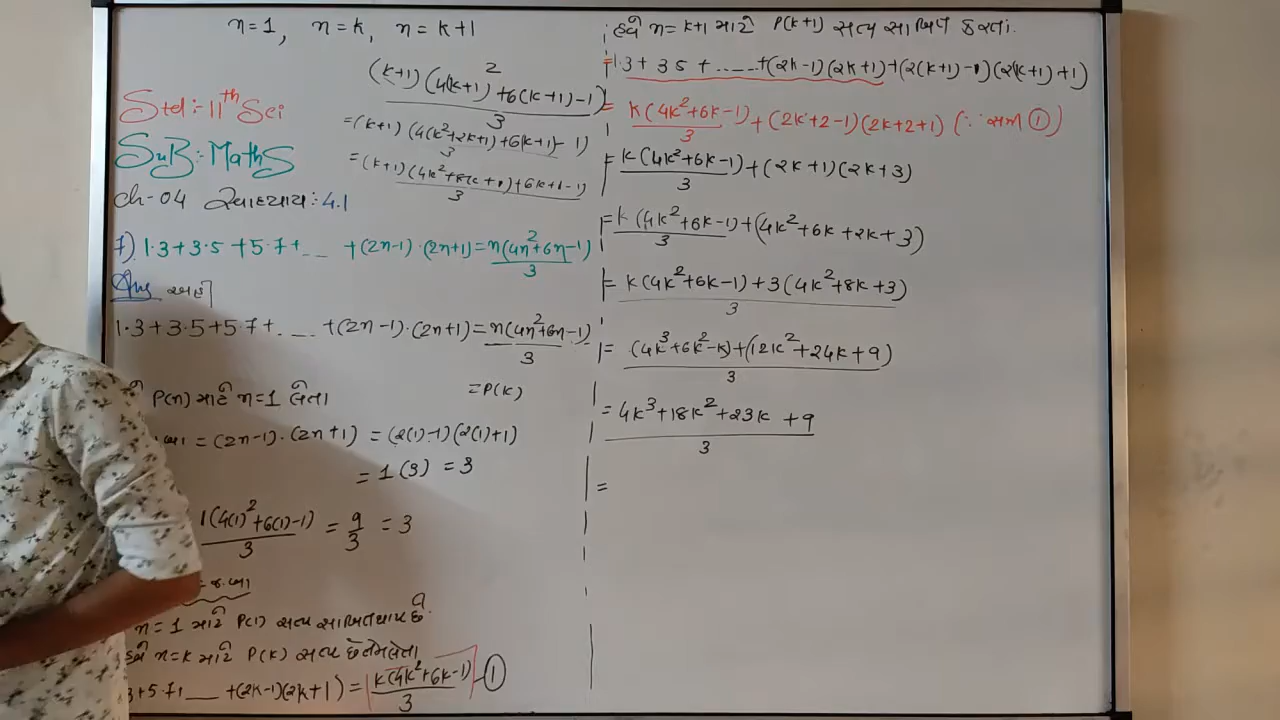 n=1, n=k, n=k+1
(k+1)(4(k+1)²+6(k+1)-1)/3
=(k+1)(4(k²+2k+1)+6(k+1)-1)/3
=(k+1)(4k²+8k+4)+6k+6-1)/3
Std:-11th Sci
SuB:-MathS
ch-04 સ્વાધ્યાય:4.1
7) 1·3+3·5+5·7+... +(2n-1)·(2n+1)=n(4n²+6n-1)/3
Ans અહીં
1·3+3·5+5·7+... +(2n-1)·(2n+1)=n(4n²+6n-1)/3
P(n) માટે n=1 લેતા =P(k)
બા =(2n-1)·(2n+1) =(2(1)-1)(2(1)+1)
=1(3) =3
1(4(1)²+6(1)-1)/3 = 9/3 =3
=જ.બા
n=1 માટે P(1) સત્ય સાબિત થાય છે.
હવે n=k માટે P(k) સત્ય છે તેમ લેતા
3+5·7+... +(2k-1)(2k+1)=k(4k²+6k-1)/3 -①
હવે n=k+1 માટે P(k+1) સત્ય સાબિત કરતા.
=1·3+3·5+......+(2k-1)(2k+1)+(2(k+1)-1)(2(k+1)+1)
=k(4k²+6k-1)/3+(2k+2-1)(2k+2+1) (∵ સમી ①)
=k(4k²+6k-1)/3+(2k+1)(2k+3)
=k(4k²+6k-1)/3+(4k²+6k+2k+3)
=k(4k²+6k-1)+3(4k²+8k+3)/3
=(4k³+6k²-k)+(12k²+24k+9)/3
=4k³+18k²+23k+9/3
=